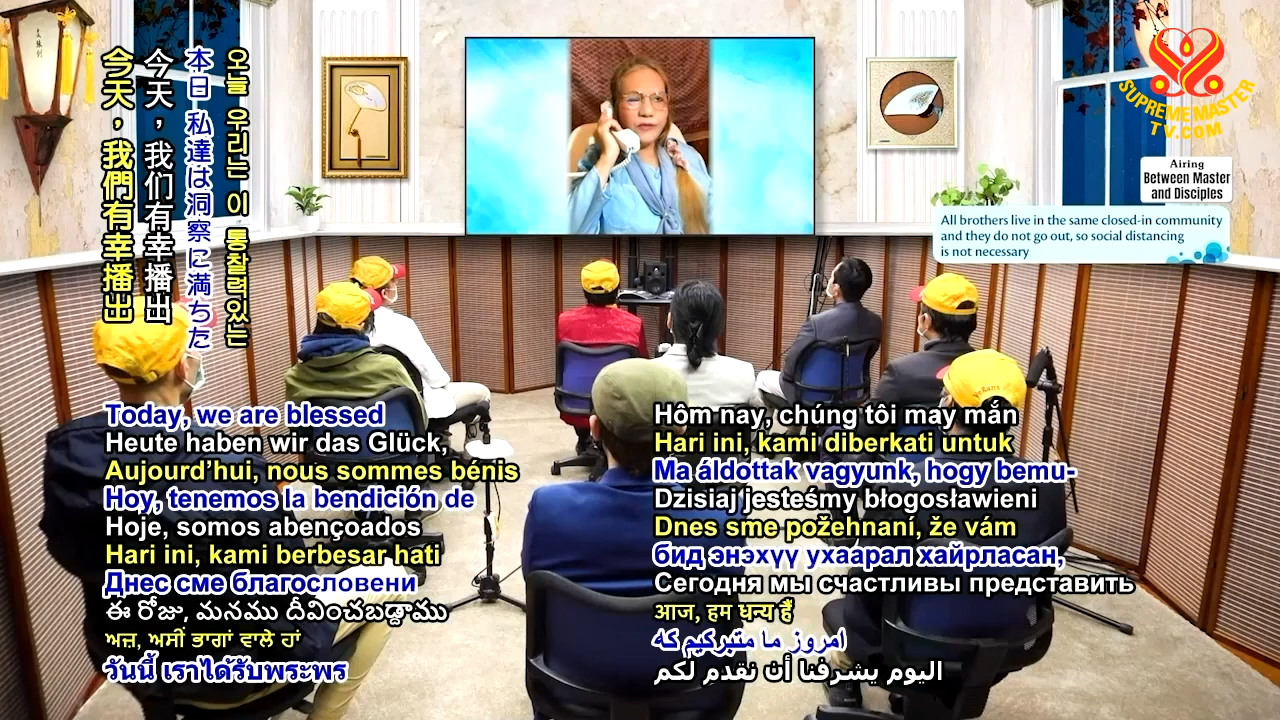 오늘 우리는 이 통찰력있는
本日 私達は洞察に満ちた
今天，我们有幸播出
今天，我們有幸播出
SUPREME MASTER
TV.COM
Airing
Between Master
and Disciples
All brothers live in the same closed-in community
and they do not go out, so social distancing
is not necessary
Today, we are blessed
Heute haben wir das Glück,
Aujourd'hui, nous sommes bénis
Hoy, tenemos la bendición de
Hoje, somos abençoados
Hari ini, kami berbesar hati
Днес сме благословени
ఈ రోజు, మనము దీవించబడ్డాము
ਅਜ਼, ਅਸੀਂ ਭਾਗਾਂ ਵਾਲੇ ਹਾਂ
วันนี้ เราได้รับพระพร
Hôm nay, chúng tôi may mắn
Hari ini, kami diberkati untuk
Ma áldottak vagyunk, hogy bemu-
Dzisiaj jesteśmy błogosławieni
Dnes sme požehnaní, že vám
бид энэхүү ухаарал хайрласан,
Сегодня мы счастливы представить
आज, हम धन्य हैं
امروز ما متبرکیم که
اليوم يشرفنا أن نقدم لكم